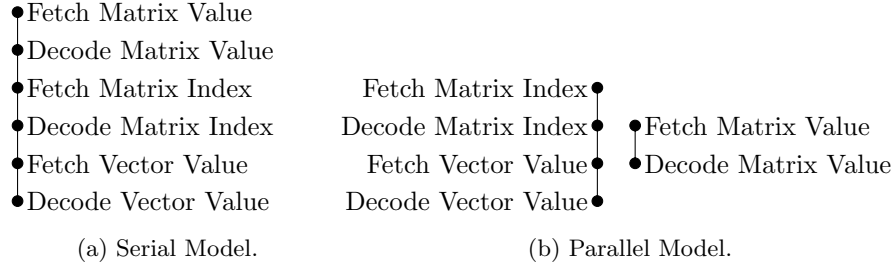 Fetch Matrix Value
Decode Matrix Value
Fetch Matrix Index
Decode Matrix Index
Fetch Vector Value
Decode Vector Value
(a) Serial Model.
Fetch Matrix Index
Decode Matrix Index
Fetch Vector Value
Decode Vector Value
Fetch Matrix Value
Decode Matrix Value
(b) Parallel Model.